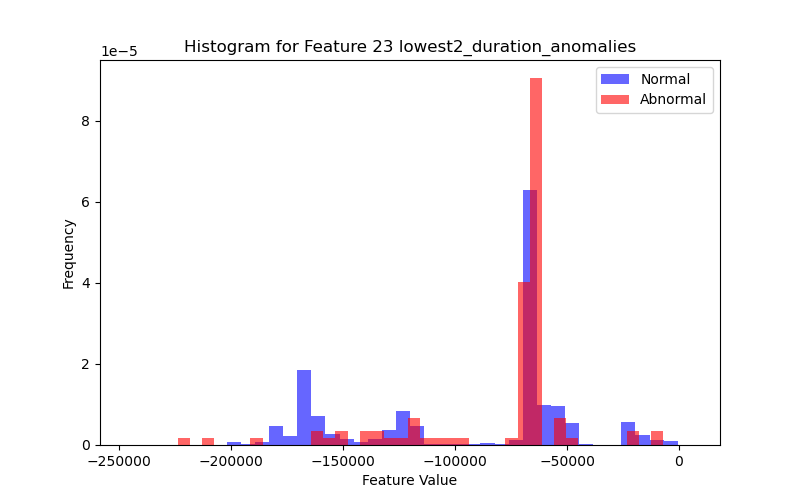 Histogram for Feature 23 lowest2_duration_anomalies
1e−5
Normal
Abnormal
8
6
4
2
0
Frequency
−250000 −200000 −150000 −100000 −50000 0
Feature Value